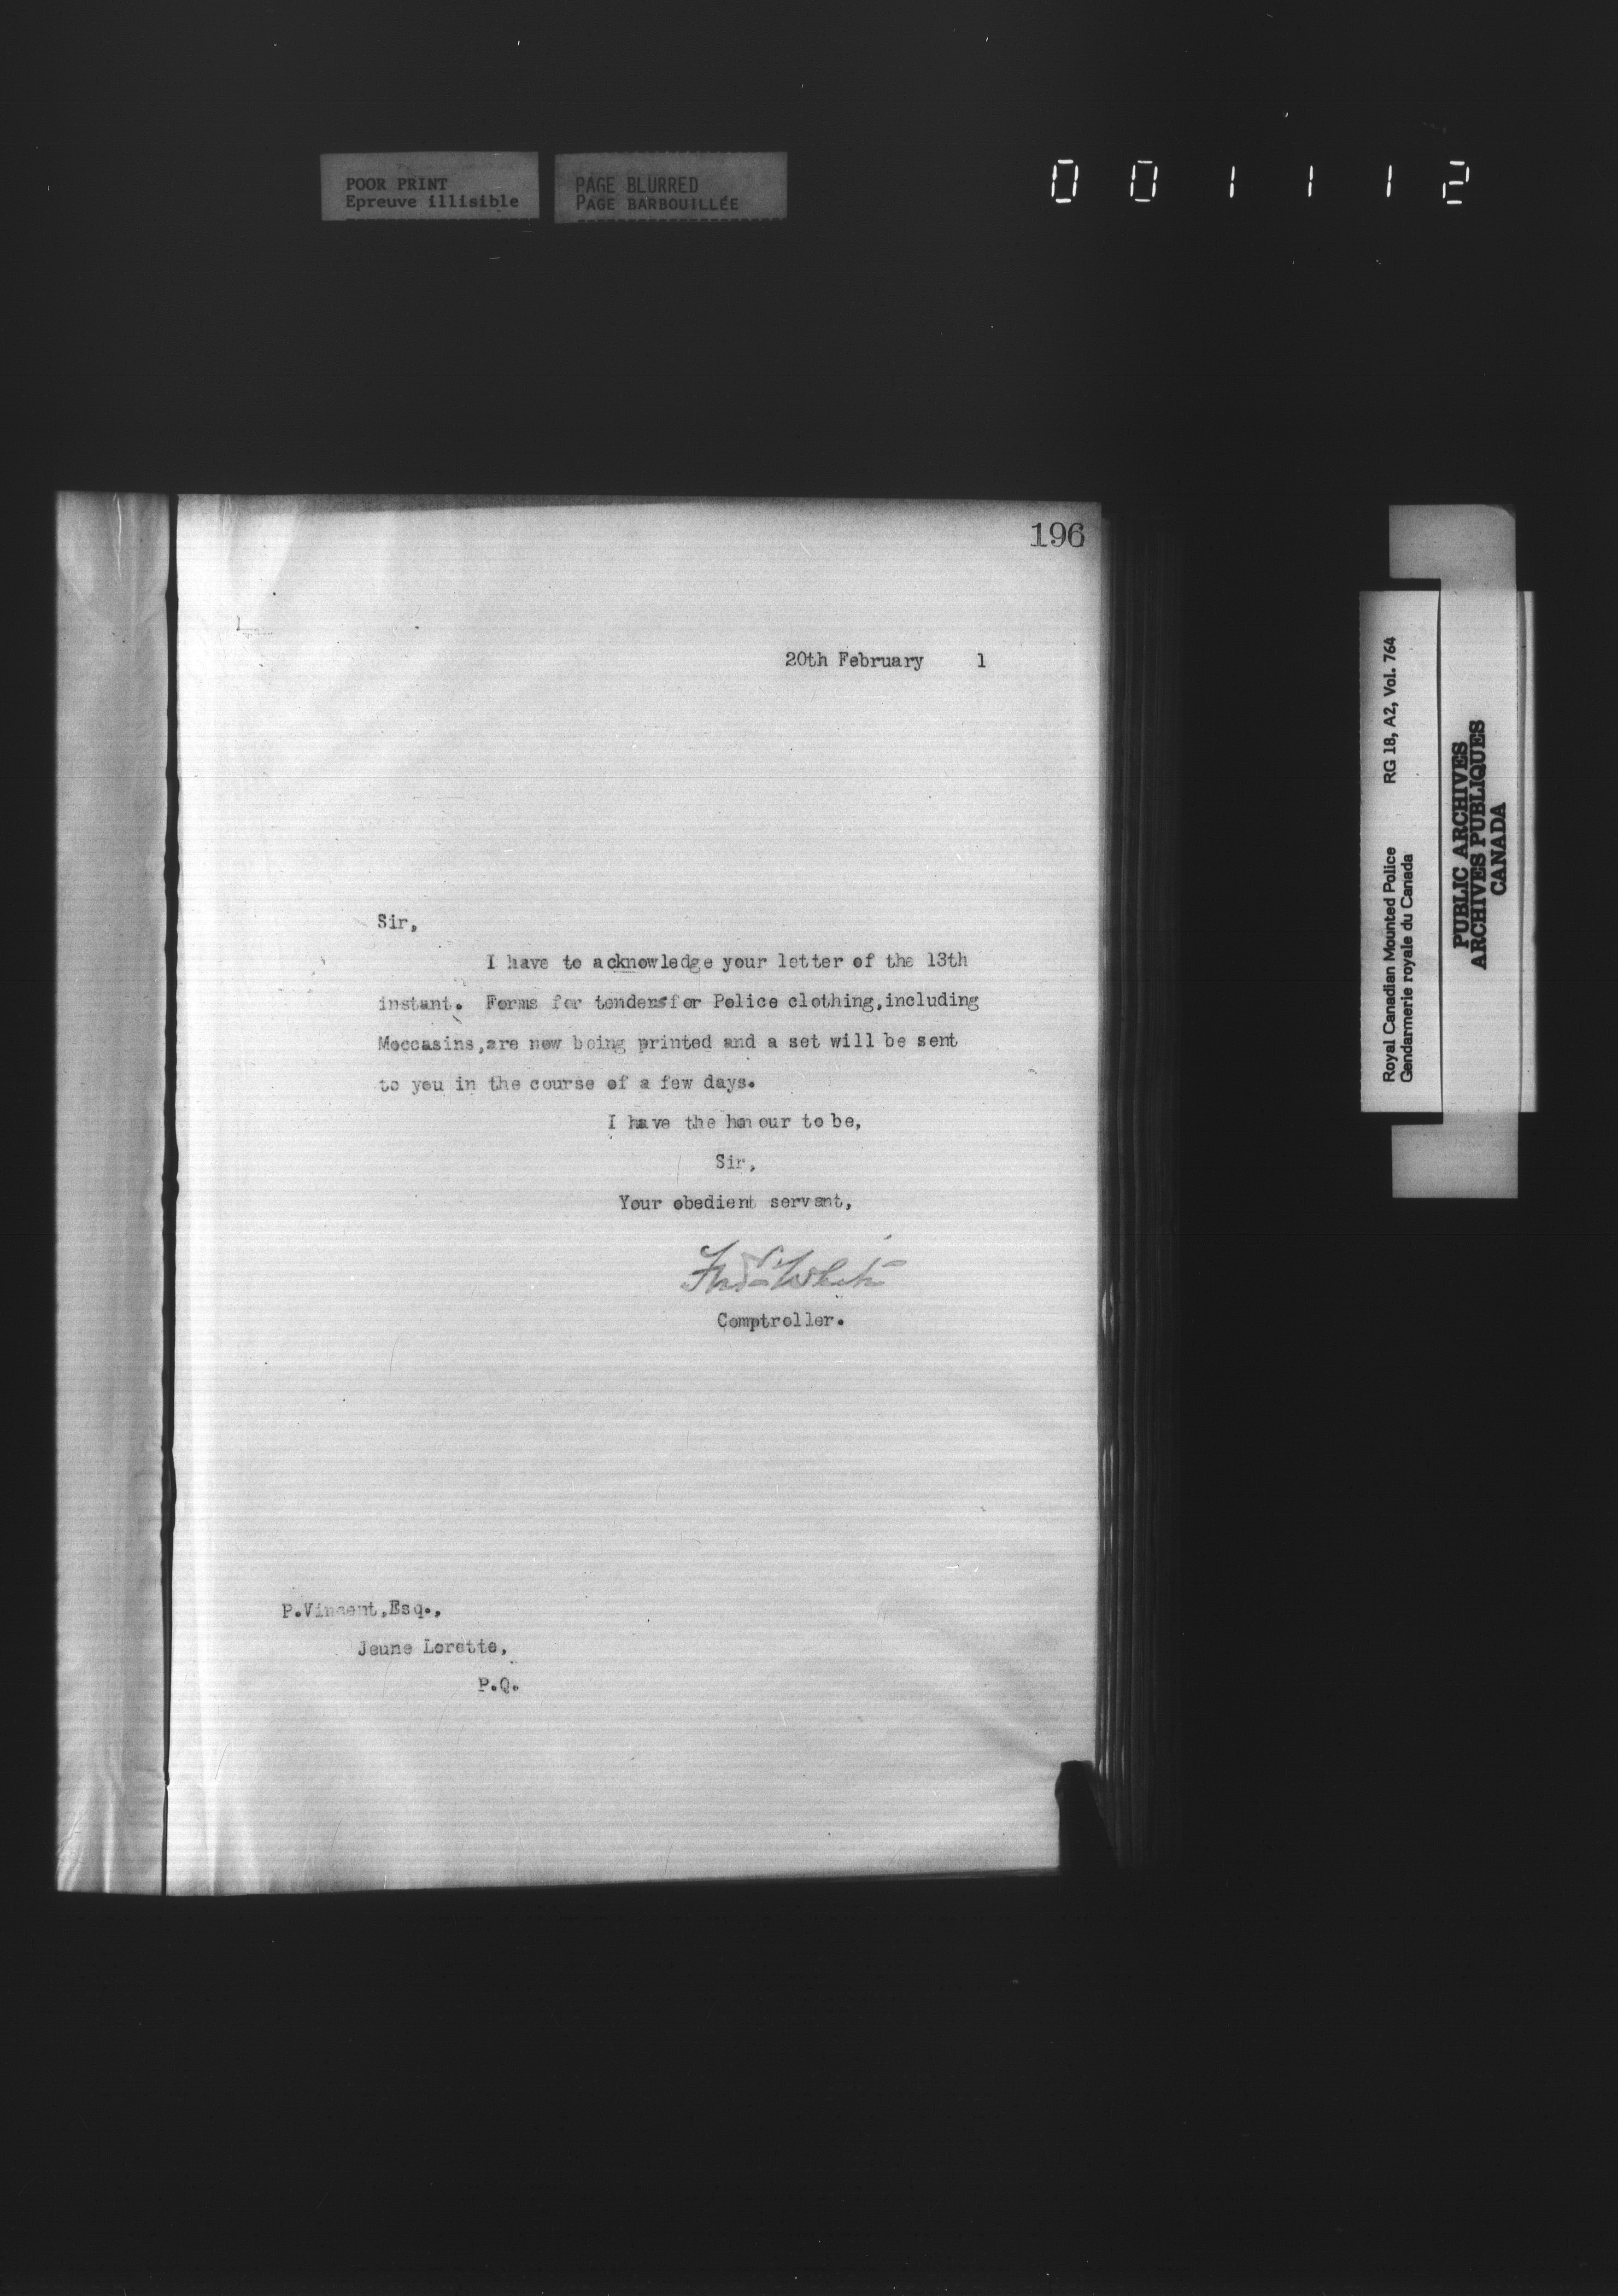 POOR PRINT
Epreuve illisible
PAGE BLURRED
PAGE BARBOUILLÉE
0 0 1 1 1 2
196
20th February 1
Sir,
I have to acknowledge your letter of the 13th
instant. Forms for tendersfor Police clothing,including
Moccasins,are now being printed and a set will be sent
to you in the course of a few days.
I have the honour to be,
Sir,
Your obedient servant,
Fred White
Comptroller.
P.Vincent,Esq.,
Jeune Lorette,
P.Q.
Royal Canadian Mounted Police RG 18, A2, Vol. 764
Gendarmerie royale du Canada
PUBLIC ARCHIVES
ARCHIVES PUBLIQUES
CANADA